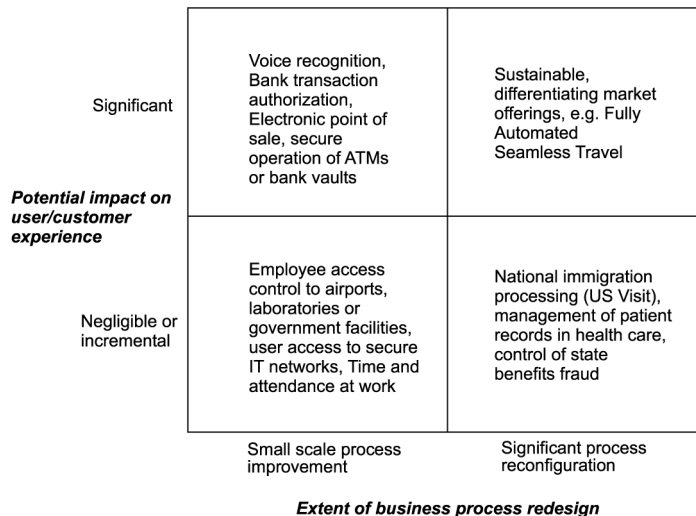 Significant
Voice recognition,
Bank transaction
authorization,
Electronic point of
sale, secure
operation of ATMs
or bank vaults
Sustainable,
differentiating market
offerings, e.g. Fully
Automated
Seamless Travel
Potential impact on
user/customer
experience
Negligible or
incremental
Employee access
control to airports,
laboratories or
government facilities,
user access to secure
IT networks, Time and
attendance at work
National immigration
processing (US Visit),
management of patient
records in health care,
control of state
benefits fraud
Small scale process
improvement
Significant process
reconfiguration
Extent of business process redesign